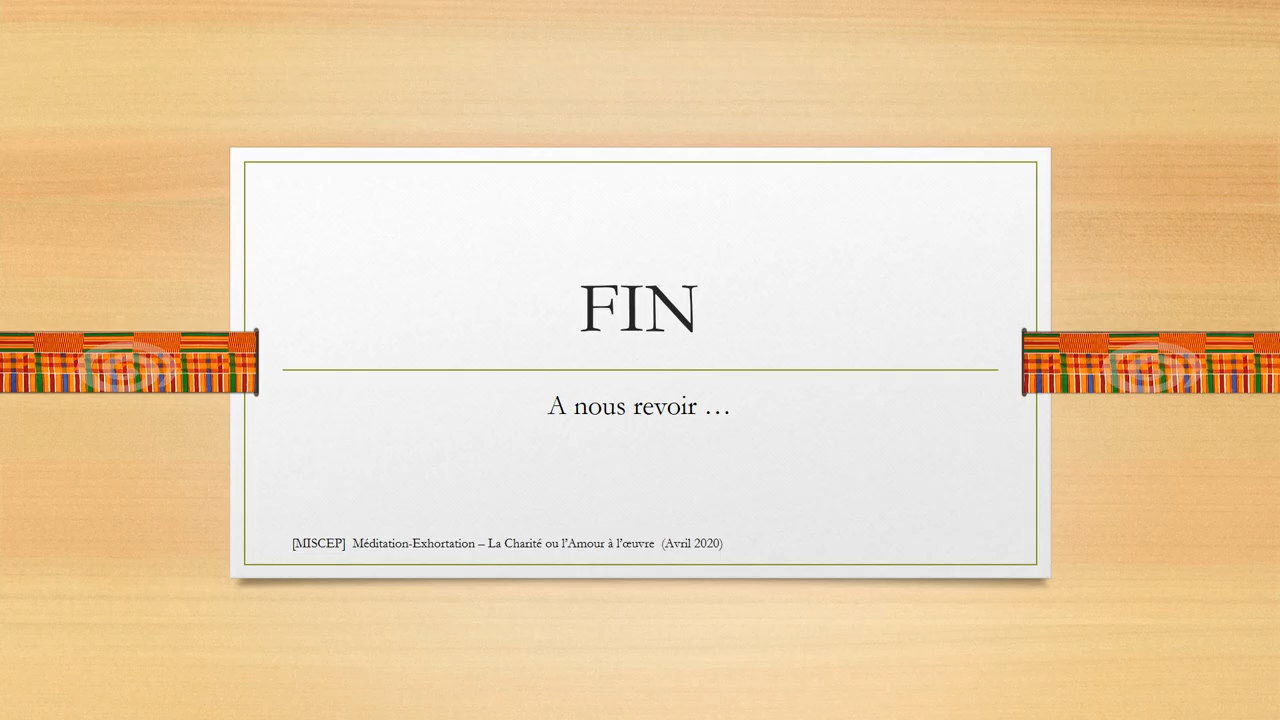 FIN
A nous revoir …
[MISCEP]  Méditation-Exhortation – La Charité ou l’Amour à l’œuvre  (Avril 2020)